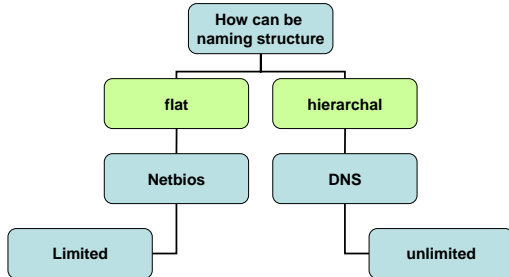 How can be
naming structure
flat
hierarchal
Netbios
DNS
Limited
unlimited